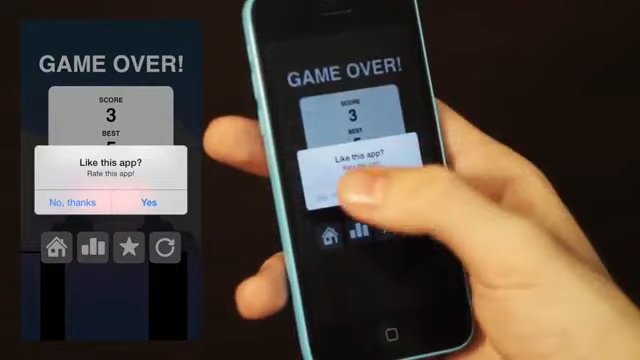 GAME OVER!
SCORE
3
BEST
Like this app?
Rate this app!
No, thanks
Yes
GAME OVER!
SCORE
3
BEST
Like this app?